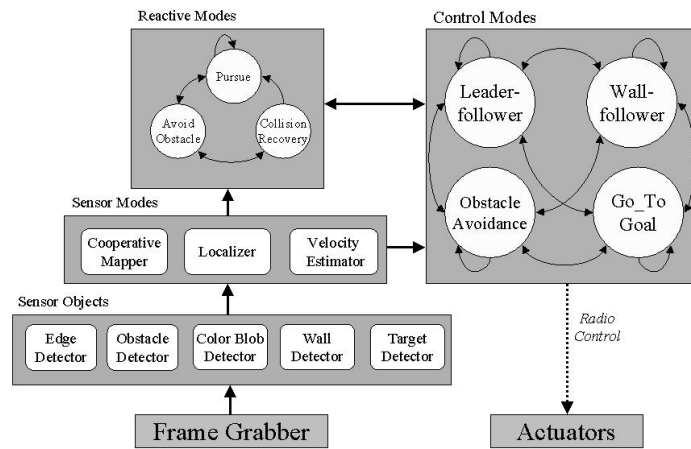 Reactive Modes
Pursue
Avoid
Obstacle
Collision
Recovery
Control Modes
Leader-
follower
Wall-
follower
Obstacle
Avoidance
Go_To
Goal
Sensor Modes
Cooperative
Mapper
Localizer
Velocity
Estimator
Sensor Objects
Edge
Detector
Obstacle
Detector
Color Blob
Detector
Wall
Detector
Target
Detector
Radio
Control
Frame Grabber
Actuators